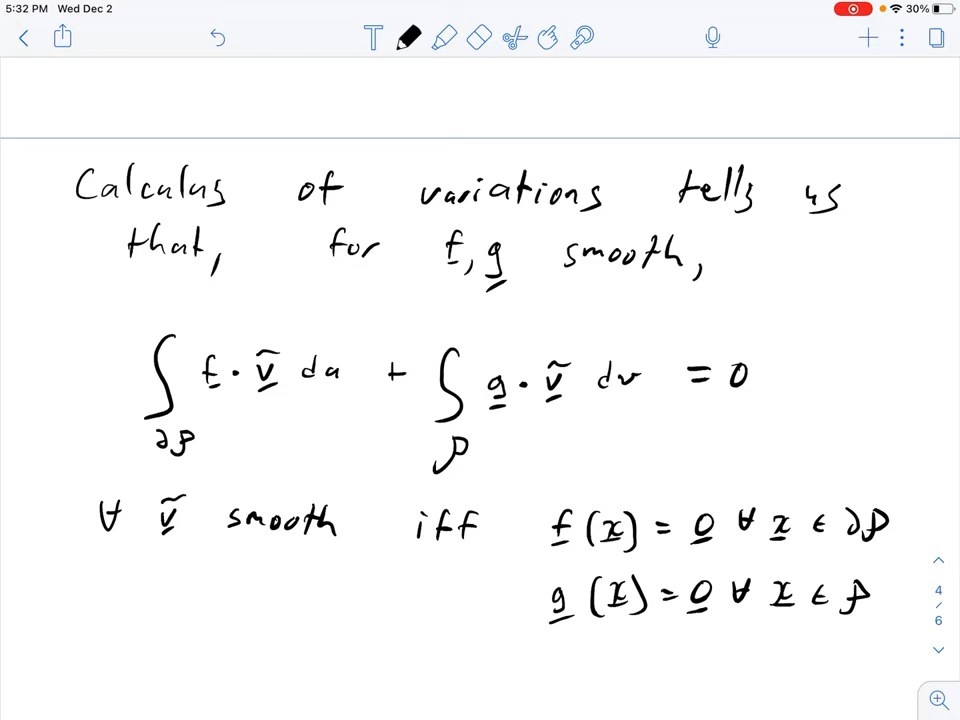 5:32 PM Wed Dec 2
30%
Calculus of variations tells us
that, for f, g smooth,
∫_{∂𝒫} f · ṽ da + ∫_𝒫 g · ṽ dv = 0
∀ ṽ smooth iff f(x) = 0 ∀ x ∈ ∂𝒫
g(x) = 0 ∀ x ∈ 𝒫
4
/
6